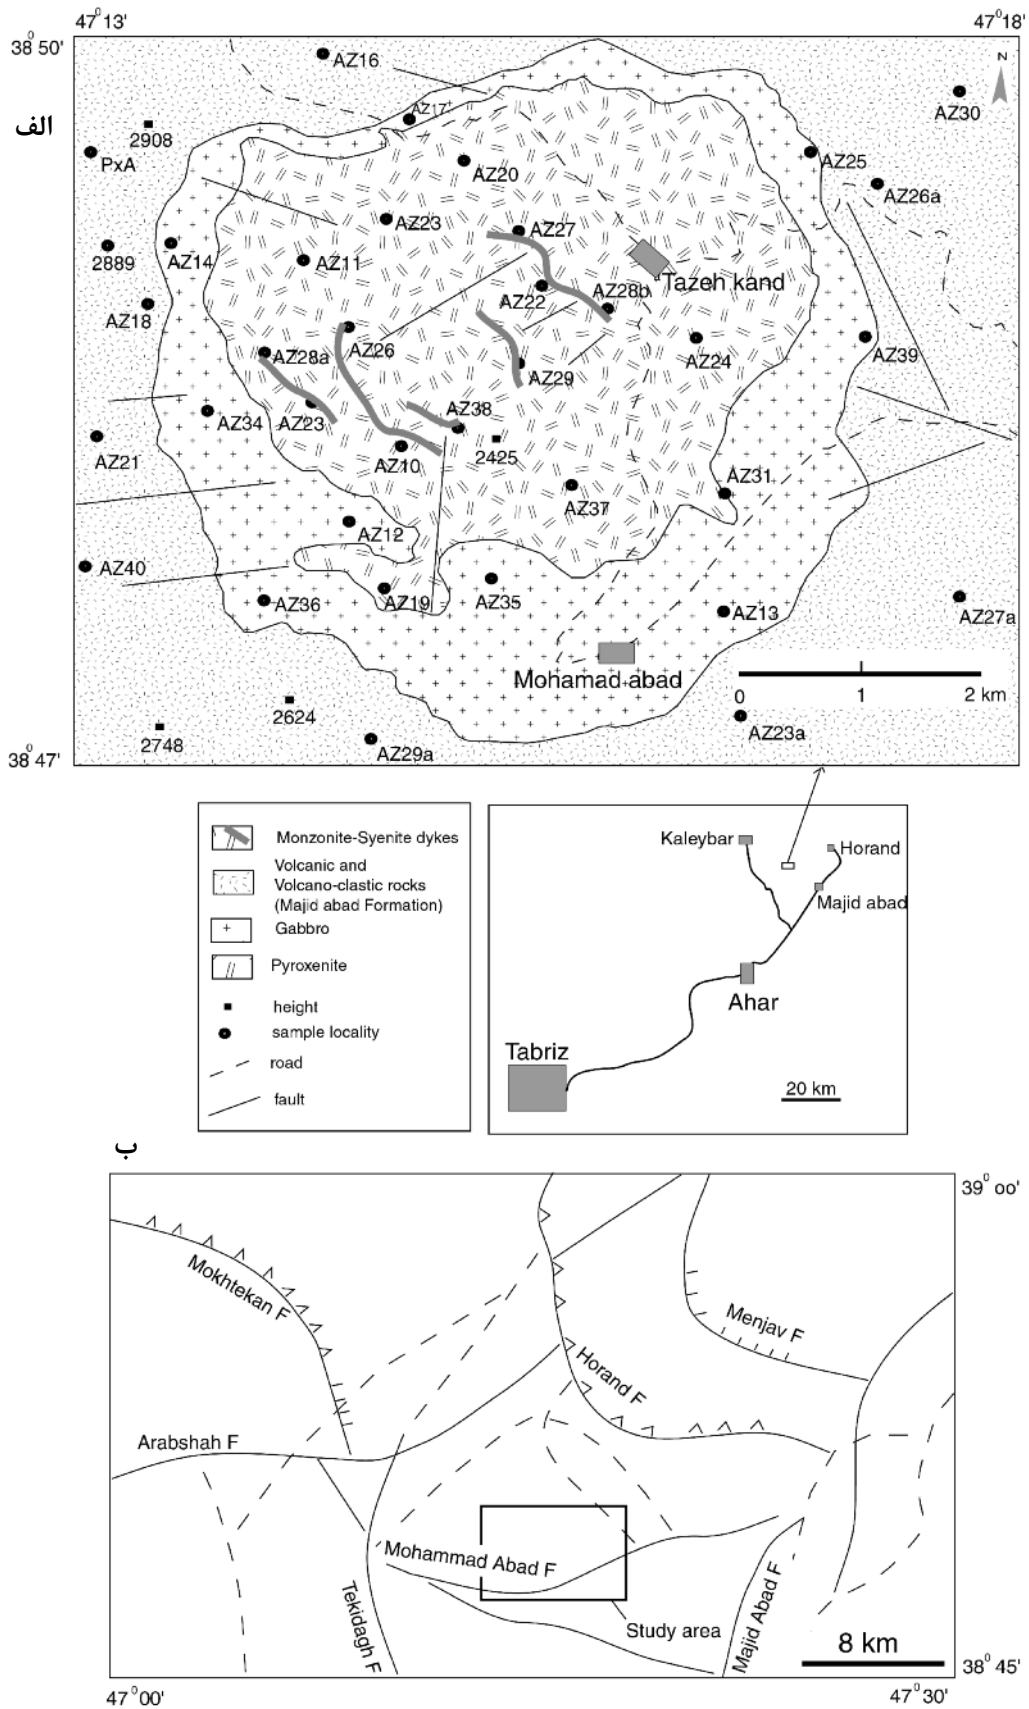 47°13'
47°18'
38°50'
N
الف
AZ16
AZ30
AZ17
2908
PxA
AZ25
AZ20
AZ26a
AZ23
AZ27
2889
AZ14
AZ11
Tazeh kand
AZ22
AZ28b
AZ18
AZ26
AZ28a
AZ24
AZ39
AZ29
AZ34
AZ23
AZ38
AZ21
AZ10
2425
AZ31
AZ37
AZ12
AZ40
AZ36
AZ19
AZ35
AZ13
AZ27a
Mohamad abad
0
1
2 km
2624
2748
AZ29a
AZ23a
38°47'
Monzonite-Syenite dykes
Volcanic and
Volcano-clastic rocks
(Majid abad Formation)
Gabbro
Pyroxenite
height
sample locality
road
fault
Kaleybar
Horand
Majid abad
Ahar
Tabriz
20 km
ب
39°oo'
Mokhtekan F
Menjav F
Horand F
Arabshah F
Mohammad Abad F
Tekidagh F
Majid Abad F
Study area
8 km
38°45'
47°00'
47°30'